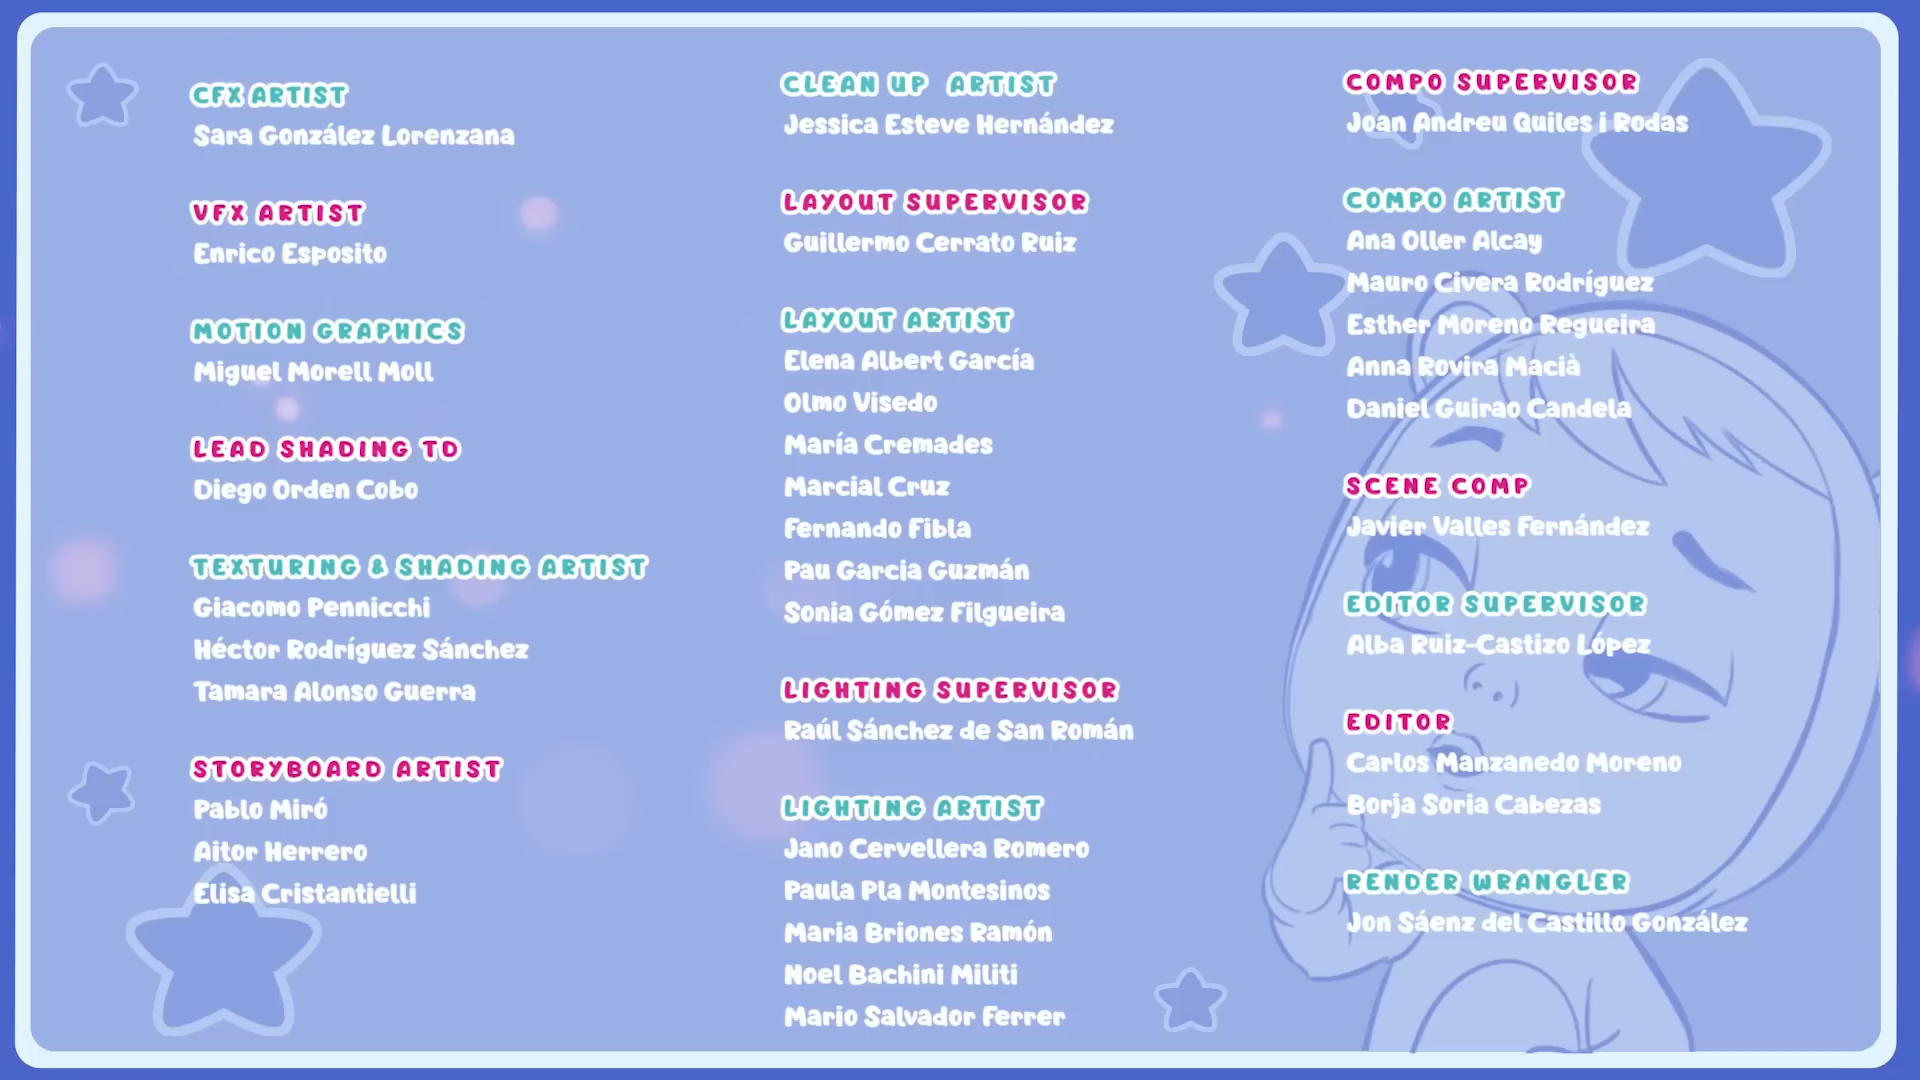 CFX ARTIST
Sara González Lorenzana
VFX ARTIST
Enrico Esposito
MOTION GRAPHICS
Miguel Morell Moll
LEAD SHADING TD
Diego Orden Cobo
TEXTURING & SHADING ARTIST
Giacomo Pennicchi
Héctor Rodríguez Sánchez
Tamara Alonso Guerra
STORYBOARD ARTIST
Pablo Miró
Aitor Herrero
Elisa Cristantielli
CLEAN UP ARTIST
Jessica Esteve Hernández
LAYOUT SUPERVISOR
Guillermo Cerrato Ruiz
LAYOUT ARTIST
Elena Albert García
Olmo Visedo
María Cremades
Marcial Cruz
Fernando Fibla
Pau Garcia Guzmán
Sonia Gómez Filgueira
LIGHTING SUPERVISOR
Raúl Sánchez de San Román
LIGHTING ARTIST
Jano Cervellera Romero
Paula Pla Montesinos
Maria Briones Ramón
Noel Bachini Militi
Mario Salvador Ferrer
COMPO SUPERVISOR
Joan Andreu Quiles i Rodas
COMPO ARTIST
Ana Oller Alcay
Mauro Civera Rodríguez
Esther Moreno Regueira
Anna Rovira Macià
Daniel Guirao Candela
SCENE COMP
Javier Valles Fernández
EDITOR SUPERVISOR
Alba Ruiz-Castizo López
EDITOR
Carlos Manzanedo Moreno
Borja Soria Cabezas
RENDER WRANGLER
Jon Sáenz del Castillo González